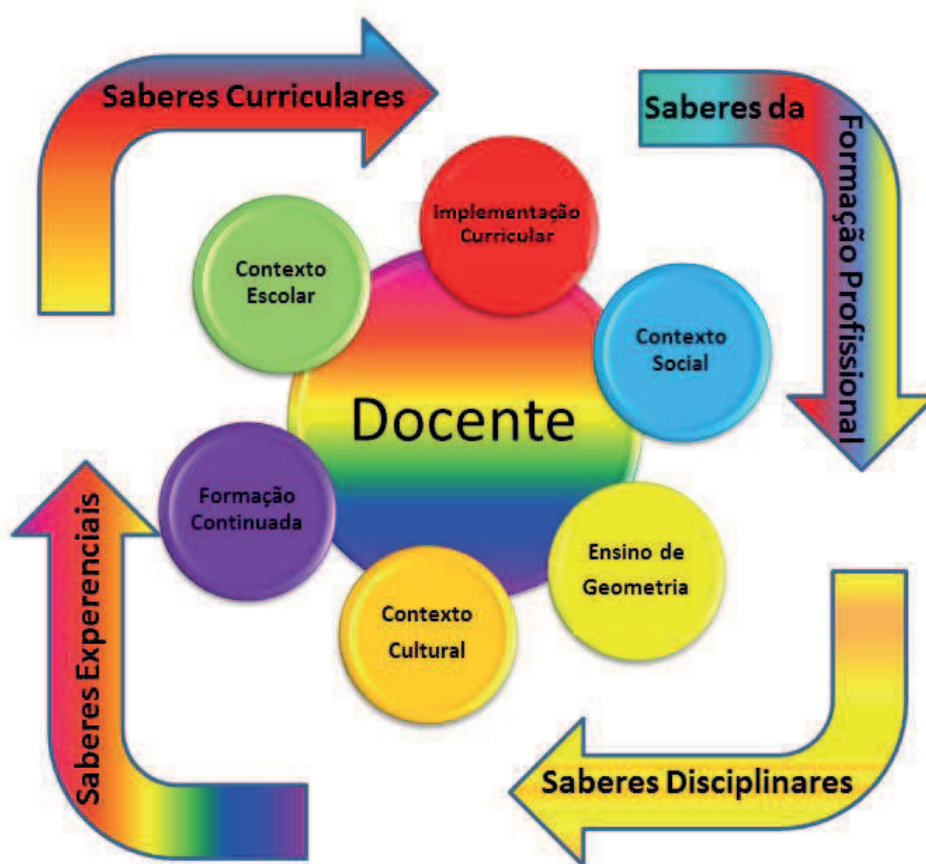 Saberes Curriculares
Saberes da
Formação Profissional
Implementação
Curricular
Contexto
Escolar
Contexto
Social
Docente
Formação
Continuada
Ensino de
Geometria
Contexto
Cultural
Saberes Experenciais
Saberes Disciplinares